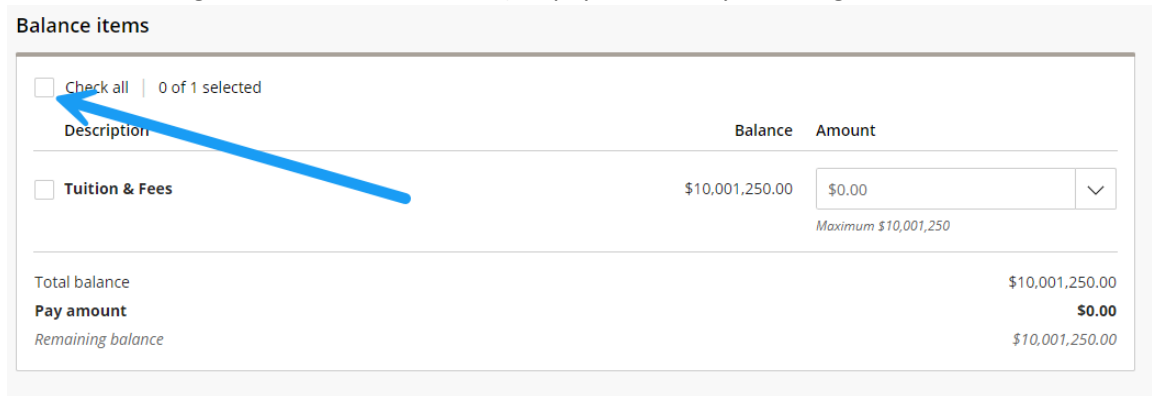 Balance items
Check all | 0 of 1 selected
Description Balance Amount
Tuition & Fees $10,001,250.00 $0.00
Maximum $10,001,250
Total balance $10,001,250.00
Pay amount $0.00
Remaining balance $10,001,250.00